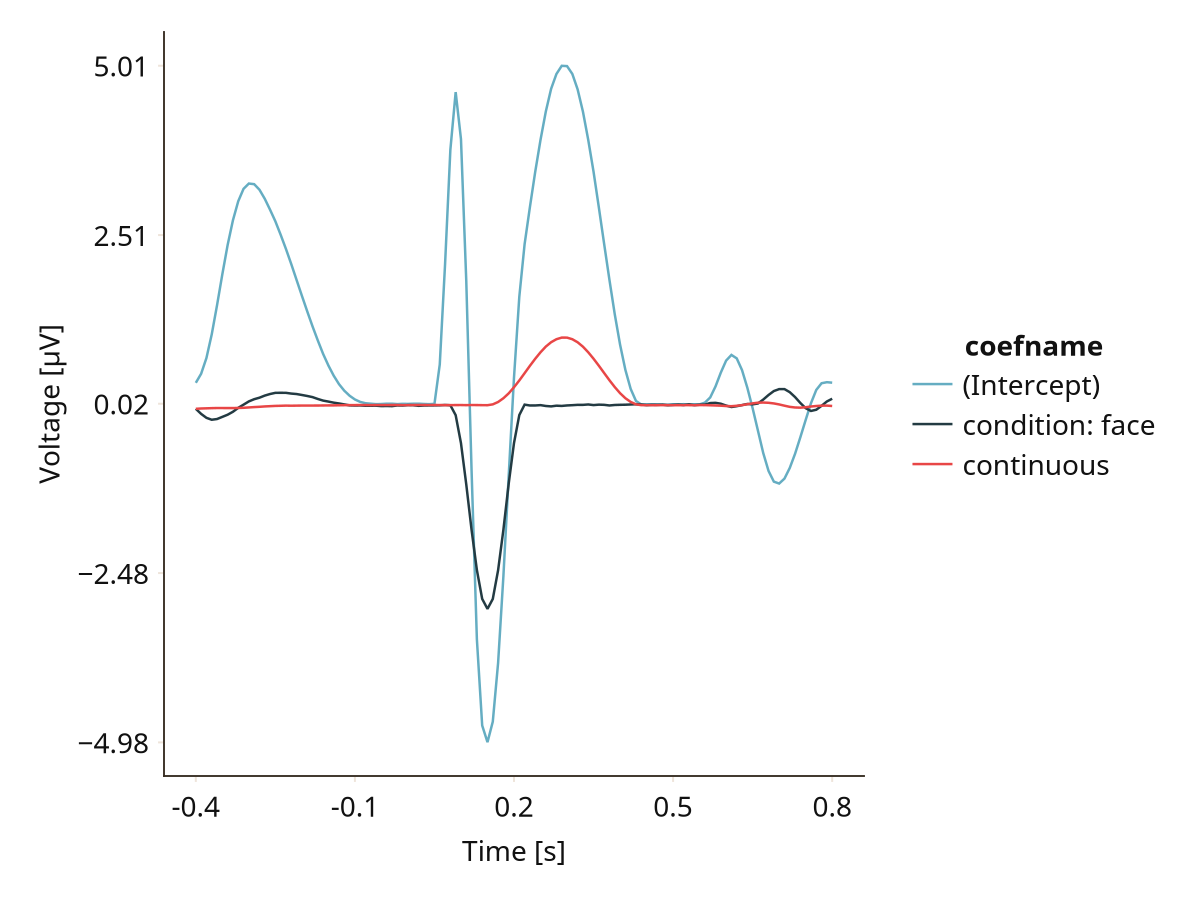 Voltage [µV]
5.01
2.51
0.02
−2.48
−4.98
-0.4
-0.1
0.2
0.5
0.8
Time [s]
coefname
(Intercept)
condition: face
continuous